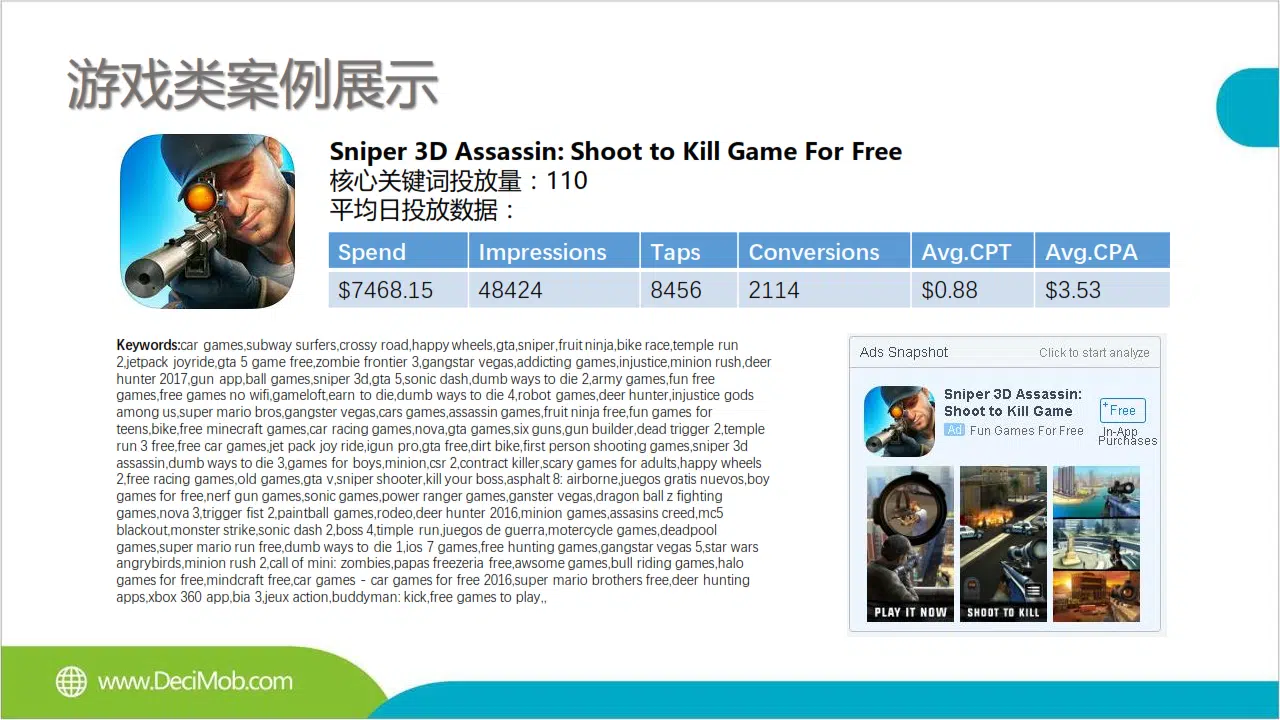 游戏类案例展示
Sniper 3D Assassin: Shoot to Kill Game For Free
核心关键词投放量：110
平均日投放数据：
Spend Impressions Taps Conversions Avg.CPT Avg.CPA
$7468.15 48424 8456 2114 $0.88 $3.53
Keywords:car games,subway surfers,crossy road,happy wheels,gta,sniper,fruit ninja,bike race,temple run
2,jetpack joyride,gta 5 game free,zombie frontier 3,gangstar vegas,addicting games,injustice,minion rush,deer
hunter 2017,gun app,ball games,sniper 3d,gta 5,sonic dash,dumb ways to die 2,army games,fun free
games,free games no wifi,gameloft,earn to die,dumb ways to die 4,robot games,deer hunter,injustice gods
among us,super mario bros,gangster vegas,cars games,assassin games,fruit ninja free,fun games for
teens,bike,free minecraft games,car racing games,roca,gta games,six guns,gun builder,dead trigger 2,temple
run 3 free,free car games,jet pack joy ride,igun pro,gta free,dirt bike,first person shooting games,sniper 3d
assassin,dumb ways to die 3,games for boys,minion,csr 2,contract killer,scary games for adults,happy wheels
2,free racing games,old games,gta v,sniper shooter,kill your boss,asphalt 8: airborne,juegos gratis nuevos,boy
games for free,nerf gun games,sonic games,power ranger games,ganster vegas,dragon ball z fighting
games,nova 3,trigger fist 2,paintball games,rodeo,deer hunter 2016,minion games,assasins creed,mc5
blackout,monster strike,sonic dash 2,boss 4,timple run,juegos de guerra,motercycle games,deadpool
games,super mario run free,dumb ways to die 1,ios 7 games,free hunting games,gangstar vegas 5,star wars
angrybirds,minion rush 2,call of mini: zombies,papas freezeria free,awsome games,bull riding games,halo
games for free,mindcraft free,car games - car games for free 2016,super mario brothers free,deer hunting
apps,xbox 360 app,bia 3,jeux action,buddyman: kick,free games to play,,
Ads Snapshot Click to start analyze
Sniper 3D Assassin:
Shoot to Kill Game
Ad Fun Games For Free
+Free
In-App
Purchases
PLAY IT NOW SHOOT TO KILL
www.DeciMob.com